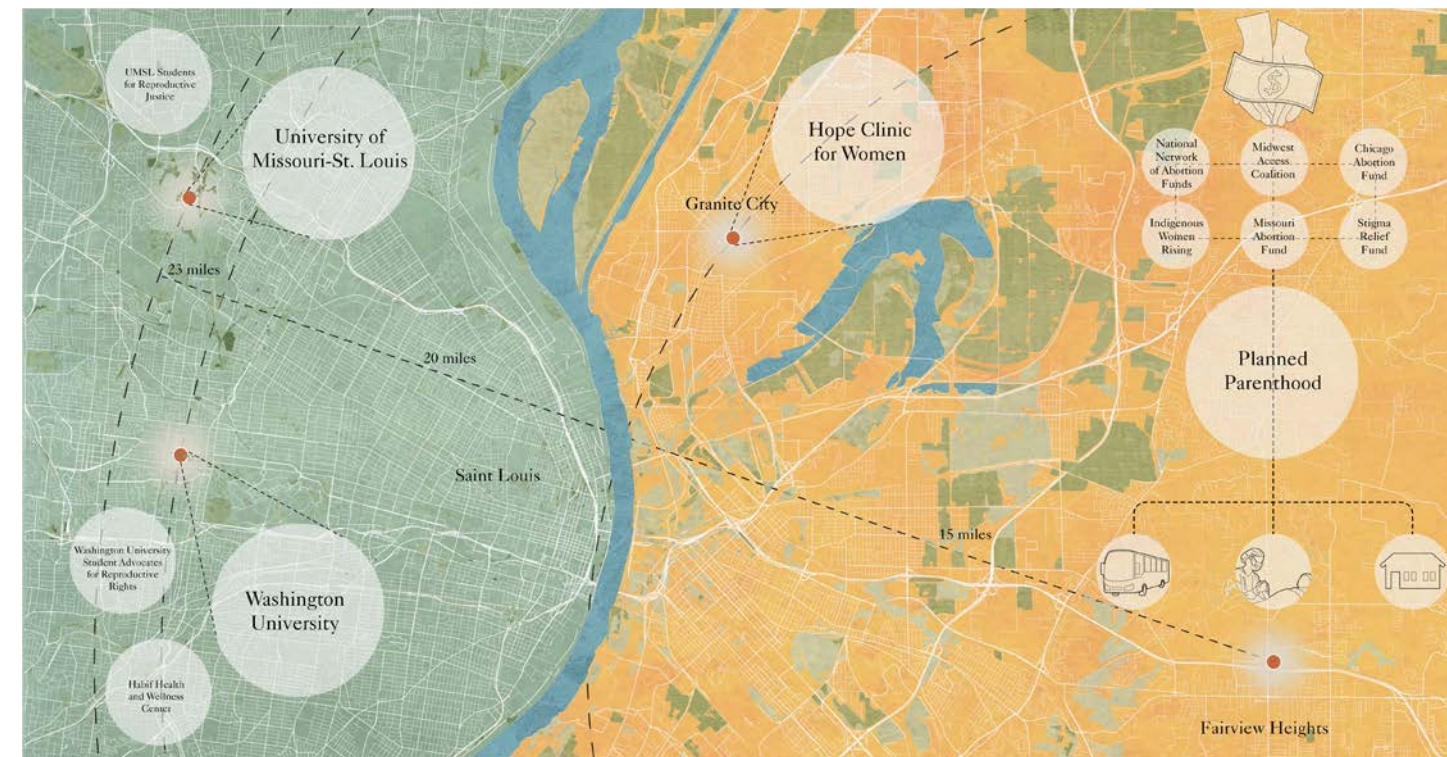 UMSL Students
for Reproductive
Justice
University of
Missouri-St. Louis
Hope Clinic
for Women
Granite City
$
National
Network
of Abortion
Funds
Midwest
Access
Coalition
Chicago
Abortion
Fund
Indigenous
Women
Rising
Missouri
Abortion
Fund
Stigma
Relief
Fund
23 miles
20 miles
Planned
Parenthood
Saint Louis
15 miles
Washington University
Student Advocates
for Reproductive
Rights
Washington
University
Habif Health
and Wellness
Center
Fairview Heights